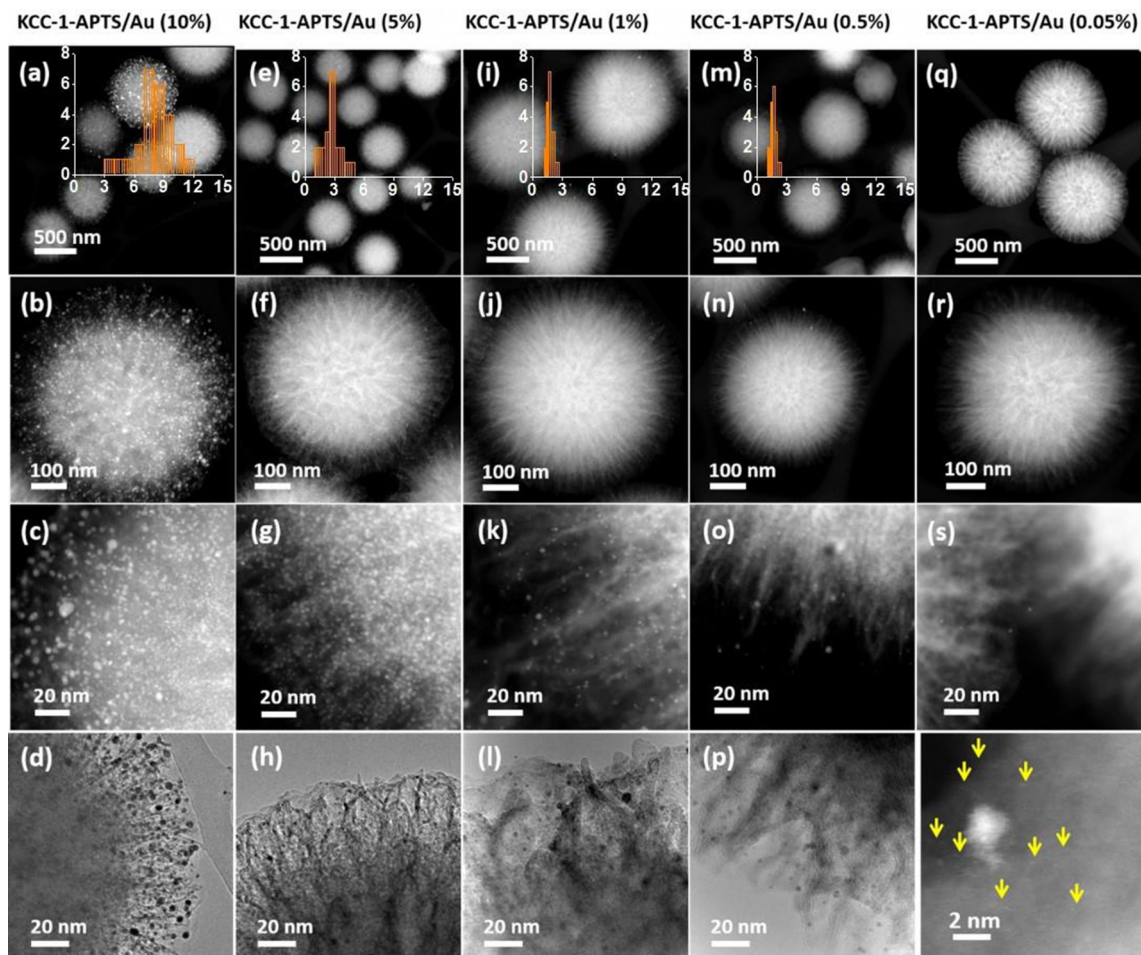 KCC-1-APTS/Au (10%) KCC-1-APTS/Au (5%) KCC-1-APTS/Au (1%) KCC-1-APTS/Au (0.5%) KCC-1-APTS/Au (0.05%)
(a) (e) (i) (m) (q)
8 8 8 8
6 6 6 6
4 4 4 4
2 2 2 2
0 0 0 0
0 3 6 9 12 15 0 3 6 9 12 15 0 3 6 9 12 15 0 3 6 9 12 15
500 nm 500 nm 500 nm 500 nm 500 nm
(b) (f) (j) (n) (r)
100 nm 100 nm 100 nm 100 nm 100 nm
(c) (g) (k) (o) (s)
20 nm 20 nm 20 nm 20 nm 20 nm
(d) (h) (l) (p)
20 nm 20 nm 20 nm 20 nm 2 nm